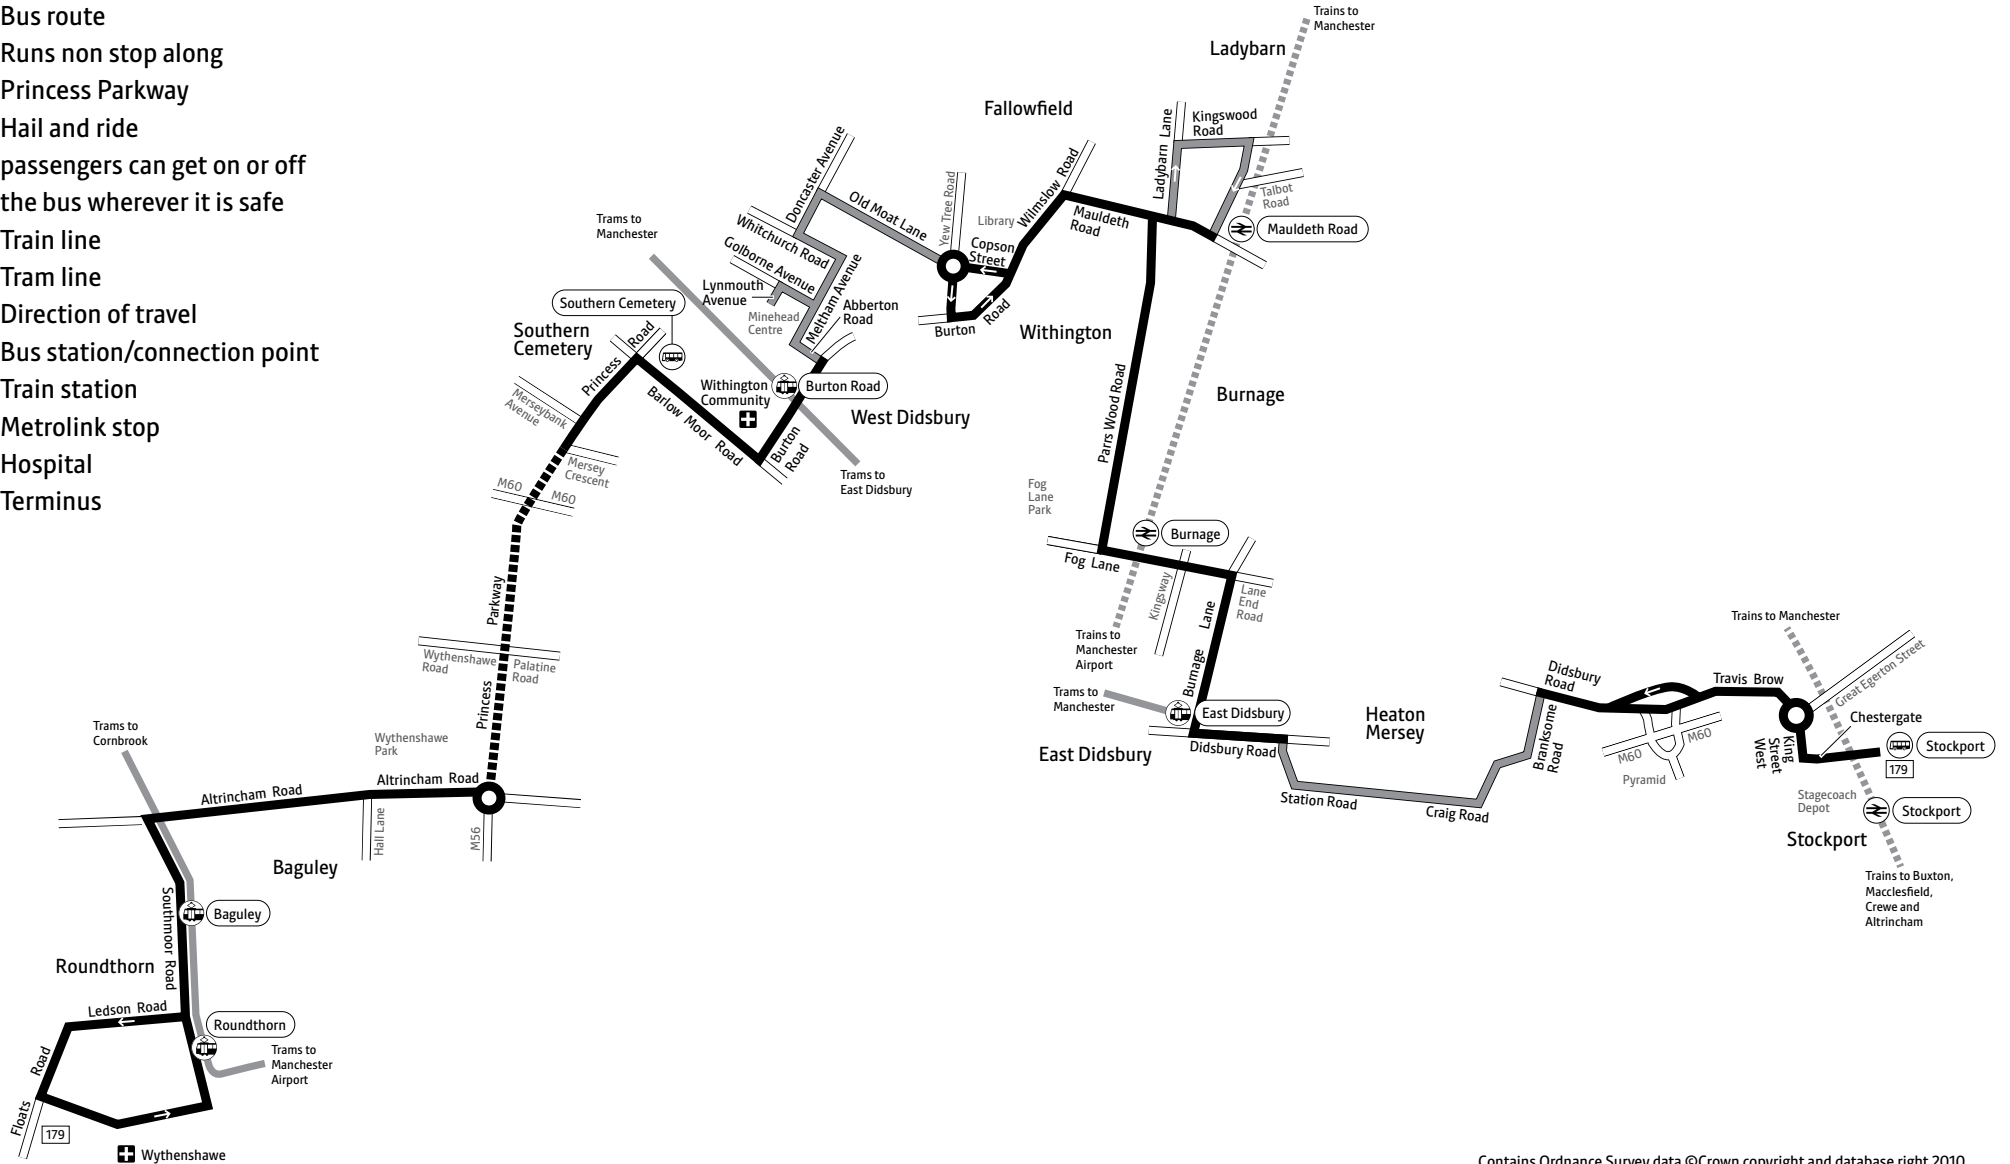 Bus route
Runs non stop along
Princess Parkway
Hail and ride
passengers can get on or off
the bus wherever it is safe
Train line
Tram line
Direction of travel
Bus station/connection point
Train station
Metrolink stop
Hospital
Terminus
Trains to
Manchester
Ladybarn
Fallowfield
Ladybarn Lane
Kingswood
Road
Talbot
Road
Mauldeth Road
Mauldeth
Road
Wilmslow Road
Library
Yew Tree Road
Copson
Street
Burton
Road
Withington
Old Moat Lane
Doncaster Avenue
Whitchurch Road
Golborne Avenue
Lynmouth
Avenue
Minehead
Centre
Meltham Avenue
Abberton
Road
Trams to
Manchester
Southern Cemetery
Southern
Cemetery
Princess
Road
Withington
Community
Burton Road
West Didsbury
Barlow Moor Road
Burton
Road
Trams to
East Didsbury
Merseybank
Avenue
Mersey
Crescent
M60
M60
Parkway
Princess
Wythenshawe
Road
Palatine
Road
Wythenshawe
Park
Altrincham Road
Altrincham Road
Hall Lane
M56
Trams to
Cornbrook
Baguley
Baguley
Southmoor Road
Roundthorn
Ledson Road
Roundthorn
Trams to
Manchester
Airport
Road
Floats
179
Wythenshawe
Parrs Wood Road
Burnage
Fog
Lane
Park
Burnage
Fog Lane
Kingsway
Lane
End
Road
Trains to
Manchester
Airport
Lane
Burnage
Trams to
Manchester
East Didsbury
East Didsbury
Didsbury Road
Heaton
Mersey
Station Road
Craig Road
Branksome
Road
Didsbury
Road
M60
M60
Pyramid
Travis Brow
Trains to Manchester
Great Egerton Street
Chestergate
King
Street
West
Stockport
179
Stagecoach
Depot
Stockport
Stockport
Trains to Buxton,
Macclesfield,
Crewe and
Altrincham
Contains Ordnance Survey data ©Crown copyright and database right 2010